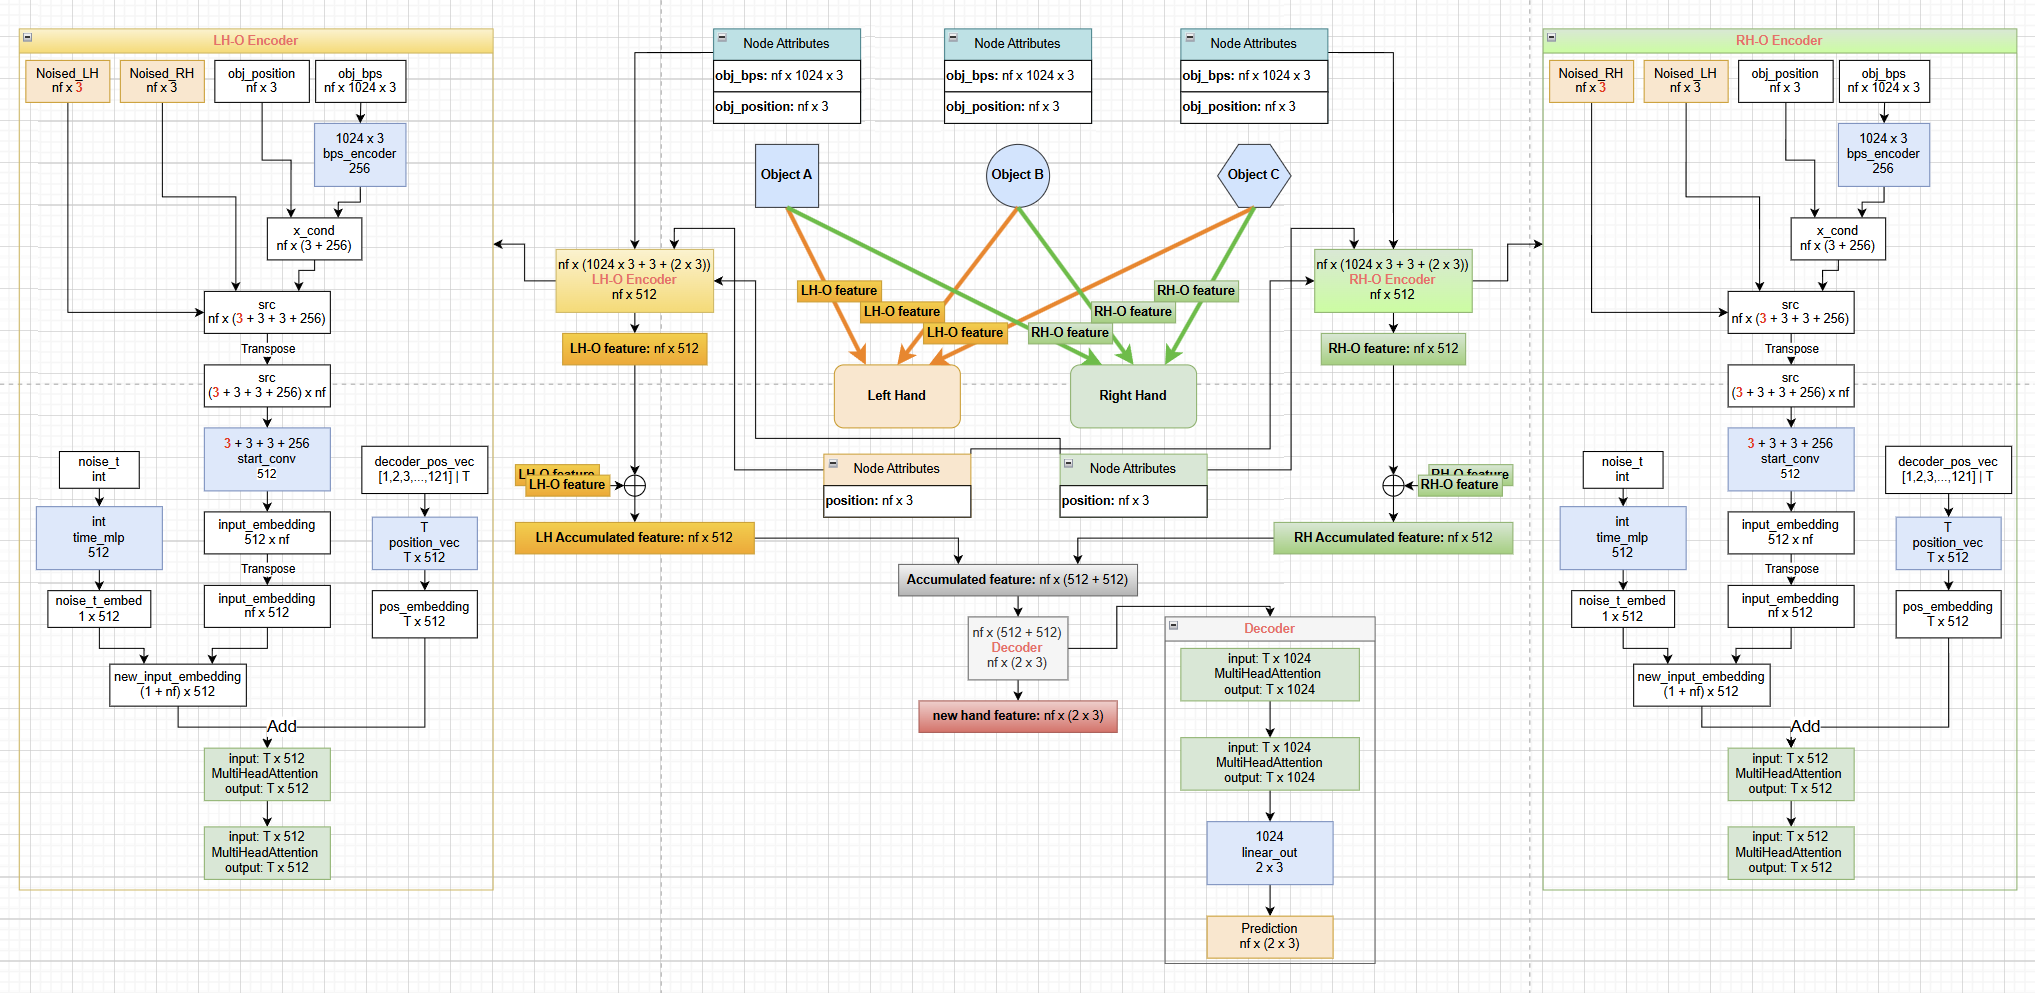 LH-O Encoder
Noised_LH
nf x 3
Noised_RH
nf x 3
obj_position
nf x 3
obj_bps
nf x 1024 x 3
1024 x 3
bps_encoder
256
x_cond
nf x (3 + 256)
src
nf x (3 + 3 + 3 + 256)
Transpose
src
(3 + 3 + 3 + 256) x nf
3 + 3 + 3 + 256
start_conv
512
noise_t
int
decoder_pos_vec
[1,2,3,...,121] | T
int
time_mlp
512
input_embedding
512 x nf
T
position_vec
T x 512
Transpose
noise_t_embed
1 x 512
input_embedding
nf x 512
pos_embedding
T x 512
new_input_embedding
(1 + nf) x 512
Add
input: T x 512
MultiHeadAttention
output: T x 512
input: T x 512
MultiHeadAttention
output: T x 512
Node Attributes
obj_bps: nf x 1024 x 3
obj_position: nf x 3
Node Attributes
obj_bps: nf x 1024 x 3
obj_position: nf x 3
Node Attributes
obj_bps: nf x 1024 x 3
obj_position: nf x 3
Object A
Object B
Object C
nf x (1024 x 3 + 3 + (2 x 3))
LH-O Encoder
nf x 512
LH-O feature: nf x 512
LH-O feature
LH-O feature
LH-O feature
RH-O feature
RH-O feature
RH-O feature
nf x (1024 x 3 + 3 + (2 x 3))
RH-O Encoder
nf x 512
RH-O feature: nf x 512
Left Hand
Right Hand
Node Attributes
position: nf x 3
Node Attributes
position: nf x 3
LH-O feature
LH-O feature
RH-O feature
RH-O feature
LH Accumulated feature: nf x 512
RH Accumulated feature: nf x 512
Accumulated feature: nf x (512 + 512)
nf x (512 + 512)
Decoder
nf x (2 x 3)
new hand feature: nf x (2 x 3)
Decoder
input: T x 1024
MultiHeadAttention
output: T x 1024
input: T x 1024
MultiHeadAttention
output: T x 1024
1024
linear_out
2 x 3
Prediction
nf x (2 x 3)
RH-O Encoder
Noised_RH
nf x 3
Noised_LH
nf x 3
obj_position
nf x 3
obj_bps
nf x 1024 x 3
1024 x 3
bps_encoder
256
x_cond
nf x (3 + 256)
src
nf x (3 + 3 + 3 + 256)
Transpose
src
(3 + 3 + 3 + 256) x nf
3 + 3 + 3 + 256
start_conv
512
noise_t
int
decoder_pos_vec
[1,2,3,...,121] | T
int
time_mlp
512
input_embedding
512 x nf
T
position_vec
T x 512
Transpose
noise_t_embed
1 x 512
input_embedding
nf x 512
pos_embedding
T x 512
new_input_embedding
(1 + nf) x 512
Add
input: T x 512
MultiHeadAttention
output: T x 512
input: T x 512
MultiHeadAttention
output: T x 512